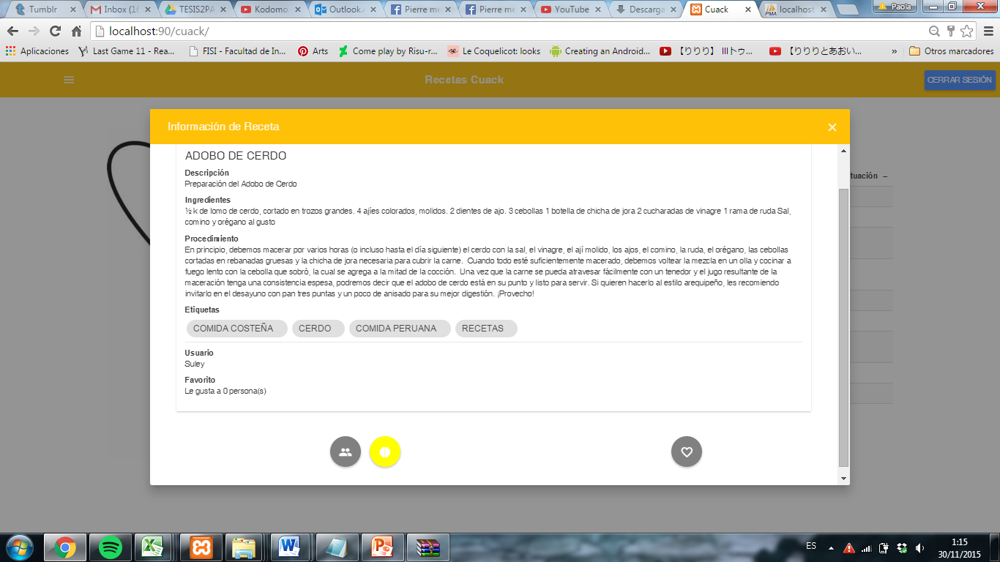 Tumblr
Inbox (16
TESIS2PA
Kodomo
Outlook.c
Pierre me
Pierre me
YouTube
Descarga
Cuack
localhost
Paola
localhost:90/cuack/
Aplicaciones
Last Game 11 - Rea...
FISI - Facultad de In...
Arts
Come play by Risu-r...
Le Coquelicot: looks
Creating an Android...
【りりり】 IIIトゥ...
【りりりとあおい...
»
Otros marcadores
Recetas Cuack
CERRAR SESIÓN
Información de Receta
tuación
ADOBO DE CERDO
Descripción
Preparación del Adobo de Cerdo
Ingredientes
½ k de lomo de cerdo, cortado en trozos grandes. 4 ajíes colorados, molidos. 2 dientes de ajo. 3 cebollas 1 botella de chicha de jora 2 cucharadas de vinagre 1 rama de ruda Sal,
comino y orégano al gusto
Procedimiento
En principio, debemos macerar por varios horas (o incluso hasta el día siguiente) el cerdo con la sal, el vinagre, el ají molido, los ajos, el comino, la ruda, el orégano, las cebollas
cortadas en rebanadas gruesas y la chicha de jora necesaria para cubrir la carne. Cuando todo esté suficientemente macerado, debemos voltear la mezcla en un olla y cocinar a
fuego lento con la cebolla que sobró, la cual se agrega a la mitad de la cocción. Una vez que la carne se pueda atravesar fácilmente con un tenedor y el jugo resultante de la
maceración tenga una consistencia espesa, podremos decir que el adobo de cerdo está en su punto y listo para servir. Si quieren hacerlo al estilo arequipeño, les recomiendo
invitarlo en el desayuno con pan tres puntas y un poco de anisado para su mejor digestión. ¡Provecho!
Etiquetas
COMIDA COSTEÑA
CERDO
COMIDA PERUANA
RECETAS
Usuario
Suley
Favorito
Le gusta a 0 persona(s)
ES
1:15
30/11/2015